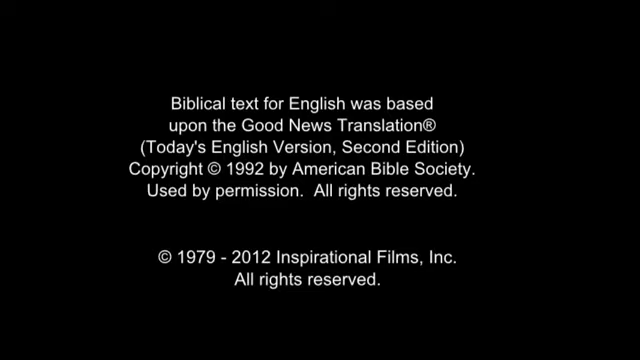 Biblical text for English was based
upon the Good News Translation®
(Today's English Version, Second Edition)
Copyright © 1992 by American Bible Society.
Used by permission.  All rights reserved.
© 1979 - 2012 Inspirational Films, Inc.
All rights reserved.